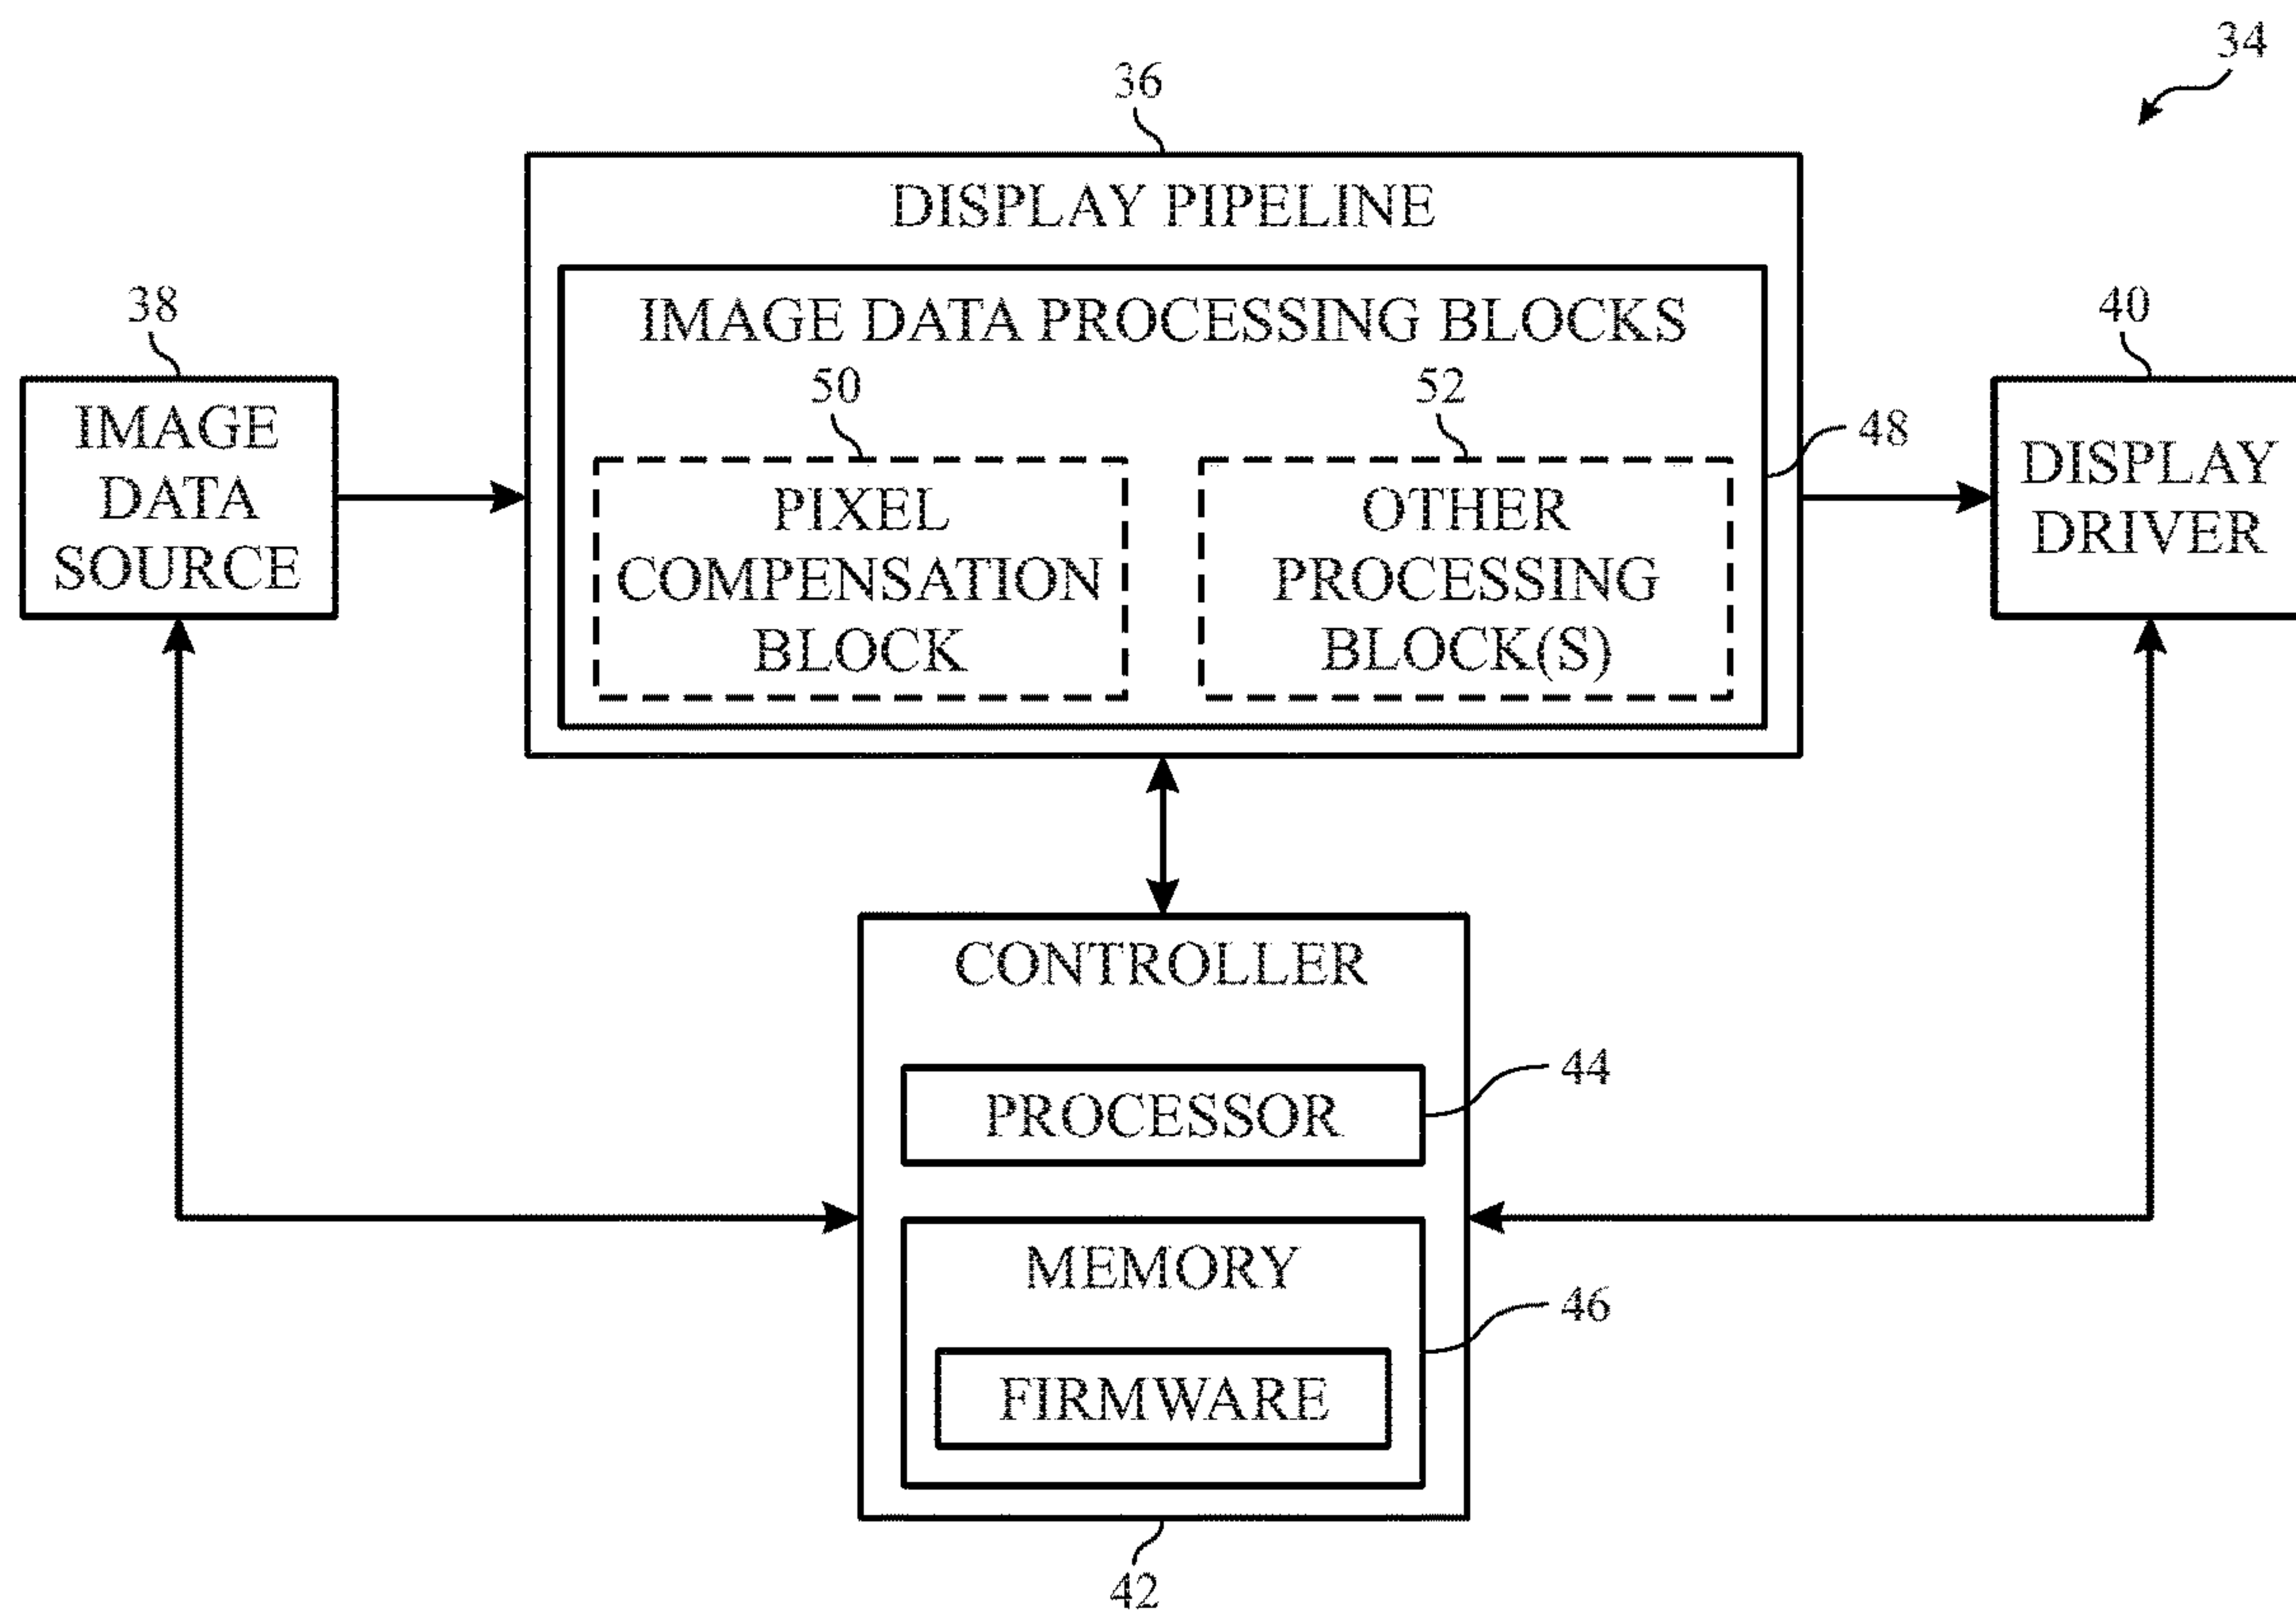 34
36
DISPLAY PIPELINE
IMAGE DATA PROCESSING BLOCKS
38
IMAGE
DATA
SOURCE
50
PIXEL
COMPENSATION
BLOCK
52
OTHER
PROCESSING
BLOCK(S)
48
40
DISPLAY
DRIVER
CONTROLLER
PROCESSOR
44
MEMORY
46
FIRMWARE
42